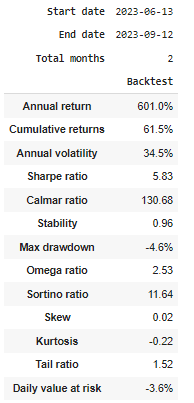 Start date 2023-06-13
End date 2023-09-12
Total months 2
Backtest
Annual return 601.0%
Cumulative returns 61.5%
Annual volatility 34.5%
Sharpe ratio 5.83
Calmar ratio 130.68
Stability 0.96
Max drawdown -4.6%
Omega ratio 2.53
Sortino ratio 11.64
Skew 0.02
Kurtosis -0.22
Tail ratio 1.52
Daily value at risk -3.6%